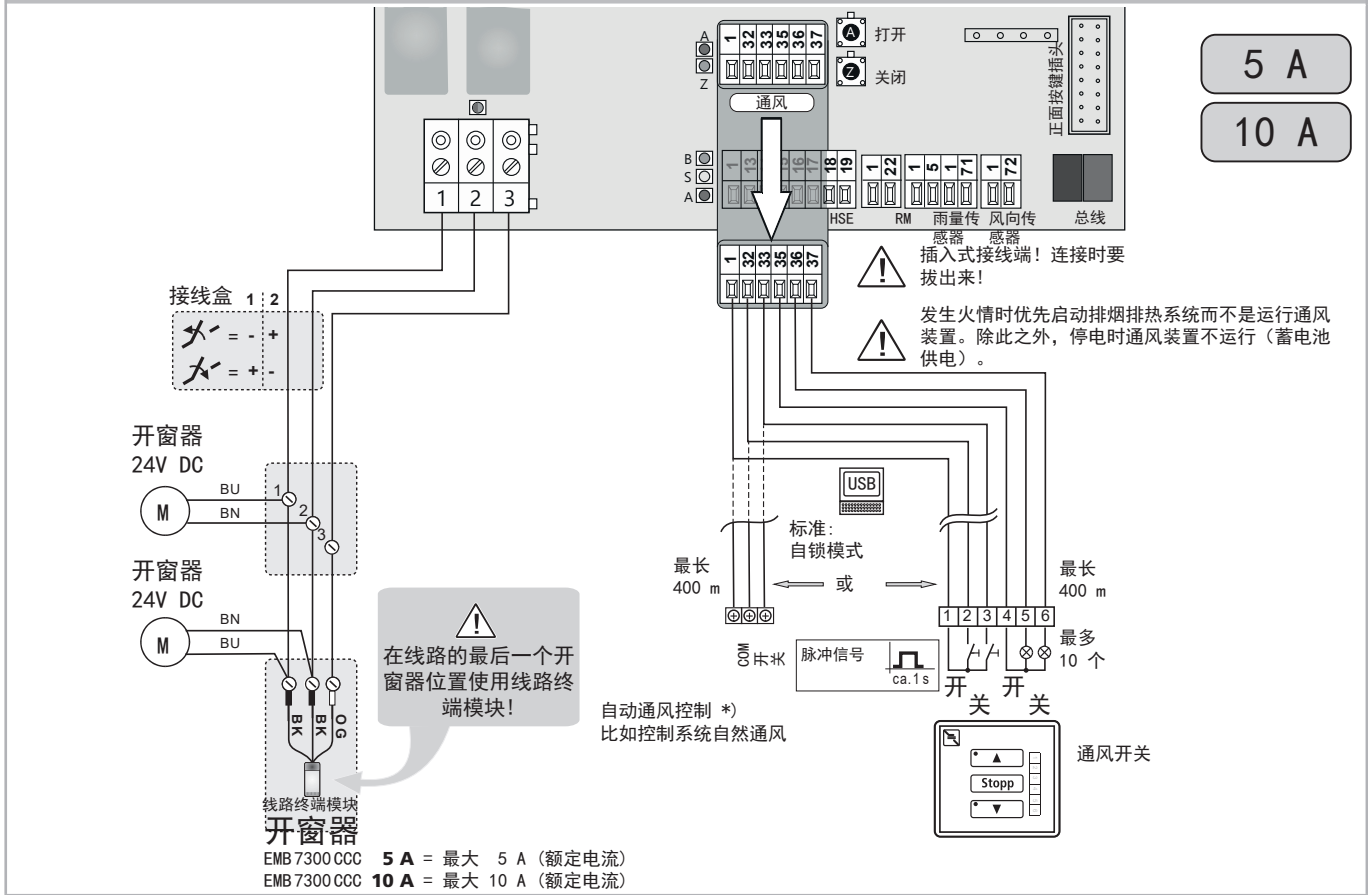 A
Z
1 32 33 35 36 37
A 打开
Z 关闭
通风
正面按键插头
5 A
10 A
1 2 3
B
S
A
1 13 15 16 17 18 19
1 22
1 5 1 71
1 72
HSE
RM
雨量传
感器
风向传
感器
总线
1 32 33 35 36 37
插入式接线端！连接时要
拔出来！
发生火情时优先启动排烟排热系统而不是运行通风
装置。除此之外，停电时通风装置不运行（蓄电池
供电）。
接线盒 1 2
= - +
= + -
开窗器
24V DC
M
BU
BN
1
2
3
开窗器
24V DC
M
BN
BU
BK
BK
OG
在线路的最后一个开
窗器位置使用线路终
端模块！
线路终端模块
开窗器
EMB 7300 CCC 5 A = 最大 5 A (额定电流)
EMB 7300 CCC 10 A = 最大 10 A (额定电流)
USB
标准:
自锁模式
最长
400 m
或
最长
400 m
COM
开
关
脉冲信号
ca.1s
1 2 3 4 5 6
最多
10 个
开
关
开
关
自动通风控制 *)
比如控制系统自然通风
▲
Stopp
▼
通风开关